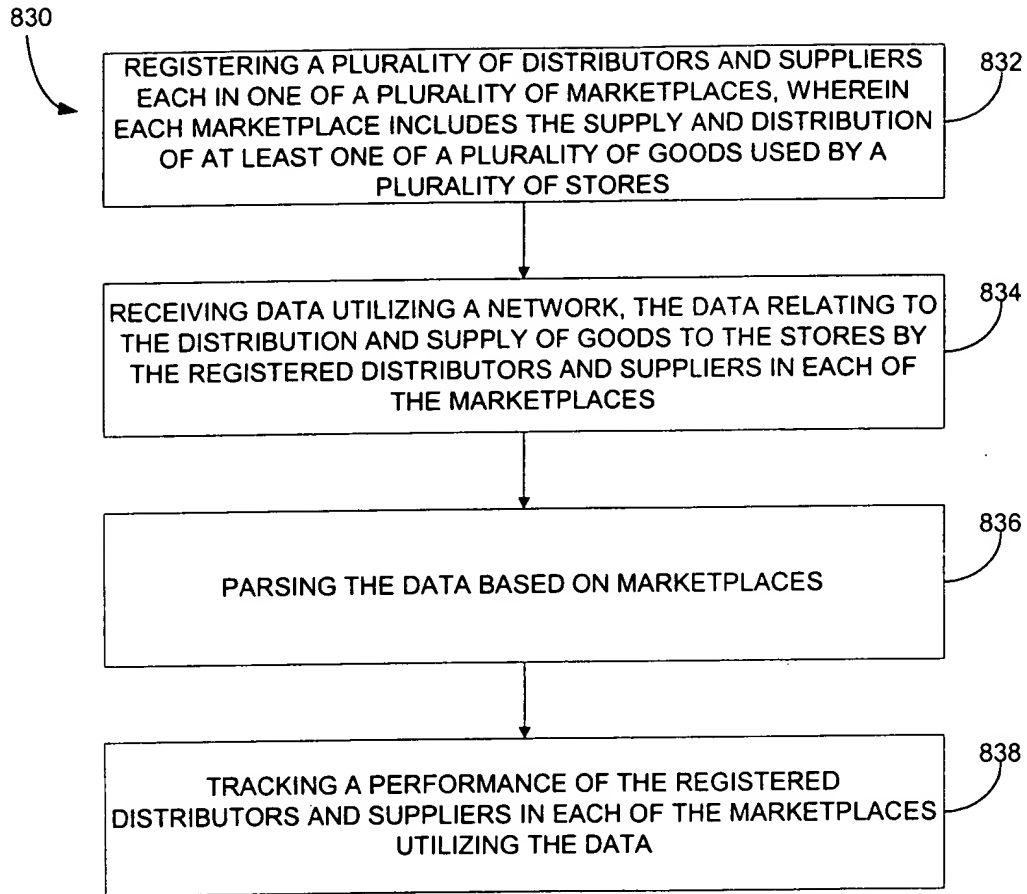 830
REGISTERING A PLURALITY OF DISTRIBUTORS AND SUPPLIERS
EACH IN ONE OF A PLURALITY OF MARKETPLACES, WHEREIN
EACH MARKETPLACE INCLUDES THE SUPPLY AND DISTRIBUTION
OF AT LEAST ONE OF A PLURALITY OF GOODS USED BY A
PLURALITY OF STORES
832
RECEIVING DATA UTILIZING A NETWORK, THE DATA RELATING TO
THE DISTRIBUTION AND SUPPLY OF GOODS TO THE STORES BY
THE REGISTERED DISTRIBUTORS AND SUPPLIERS IN EACH OF
THE MARKETPLACES
834
PARSING THE DATA BASED ON MARKETPLACES
836
TRACKING A PERFORMANCE OF THE REGISTERED
DISTRIBUTORS AND SUPPLIERS IN EACH OF THE MARKETPLACES
UTILIZING THE DATA
838